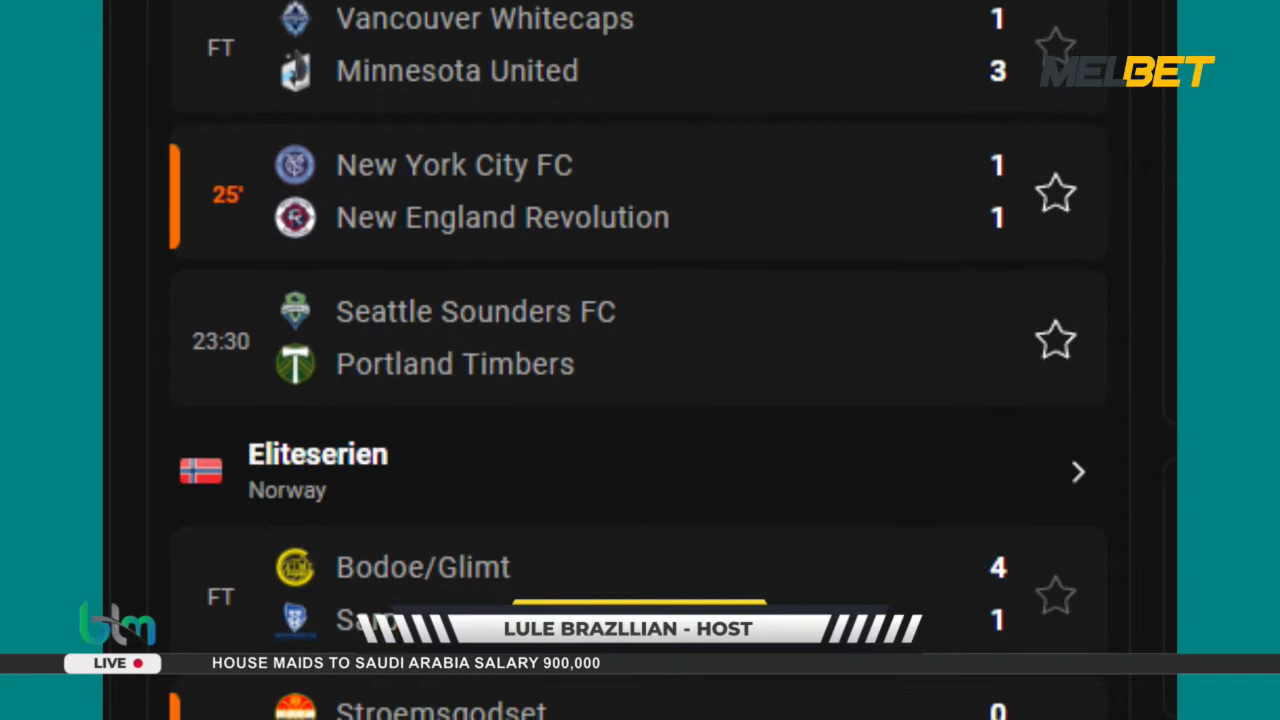 Vancouver Whitecaps 1
FT
Minnesota United 3
MELBET
New York City FC 1
25'
New England Revolution 1
Seattle Sounders FC
23:30
Portland Timbers
Eliteserien
Norway
Bodoe/Glimt 4
FT
1
LULE BRAZLLIAN - HOST
btm
LIVE
HOUSE MAIDS TO SAUDI ARABIA SALARY 900,000
Stroemsgodset 0